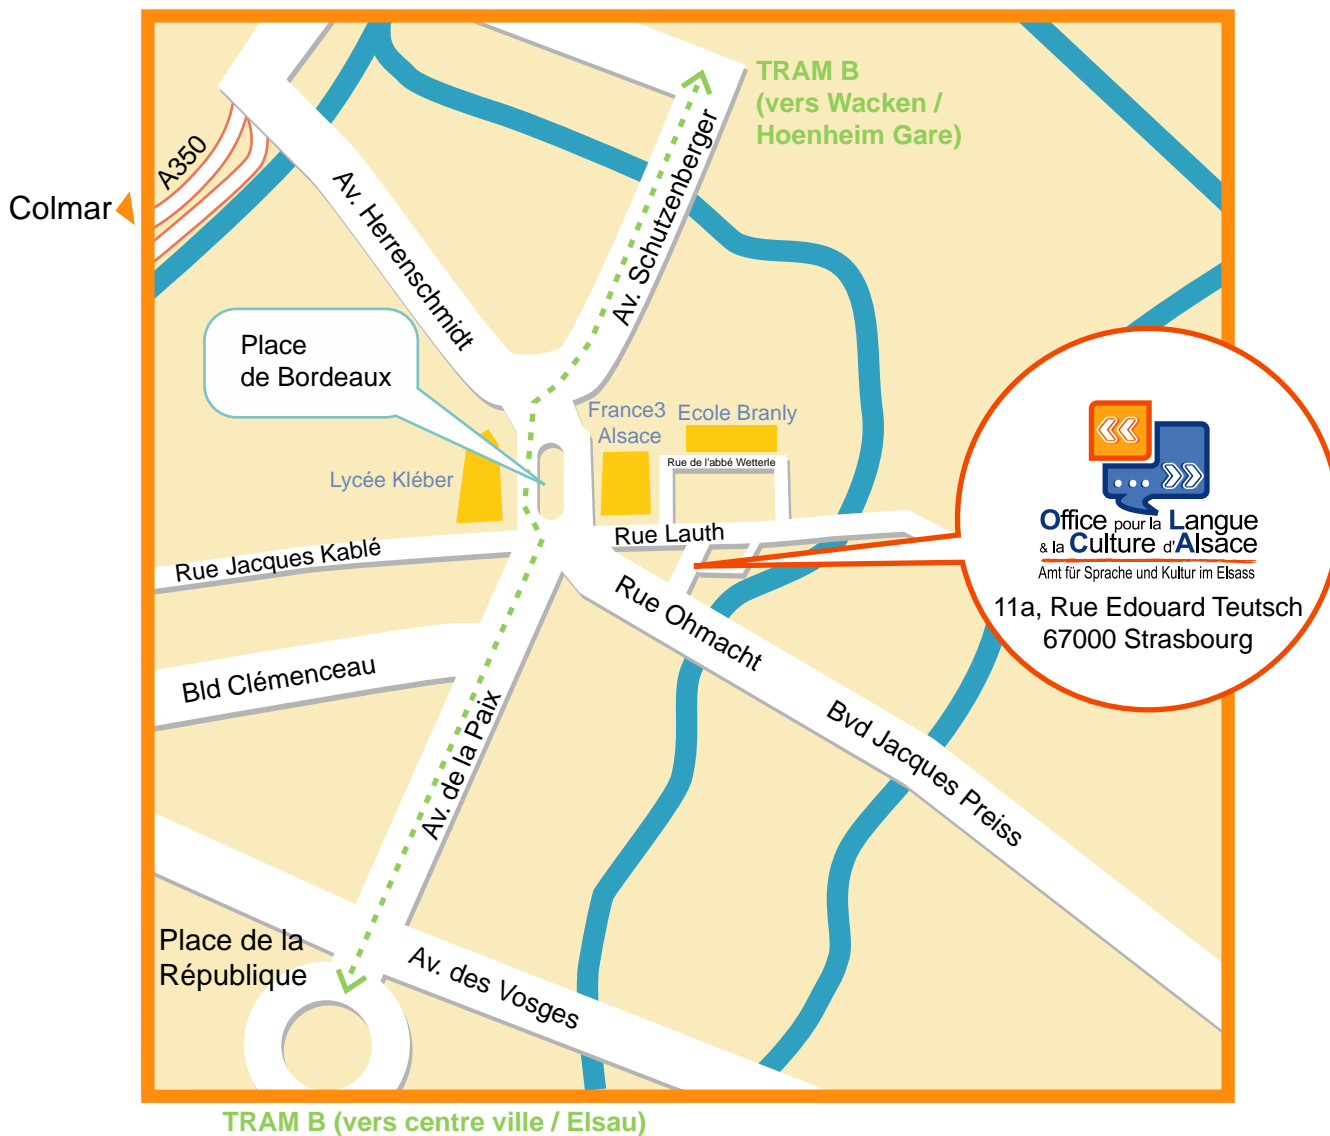 TRAM B
(vers Wacken /
Hoenheim Gare)
A350
Colmar
Av. Herrenschmidt
Av. Schutzenberger
Place
de Bordeaux
France3
Alsace
Ecole Branly
Rue de l'abbé Wetterle
Lycée Kléber
Rue Lauth
Rue Jacques Kablé
Office pour la Langue
& la Culture d'Alsace
Amt für Sprache und Kultur im Elsass
11a, Rue Edouard Teutsch
67000 Strasbourg
Rue Ohmacht
Bld Clémenceau
Av. de la Paix
Bvd Jacques Preiss
Place de la
République
Av. des Vosges
TRAM B (vers centre ville / Elsau)